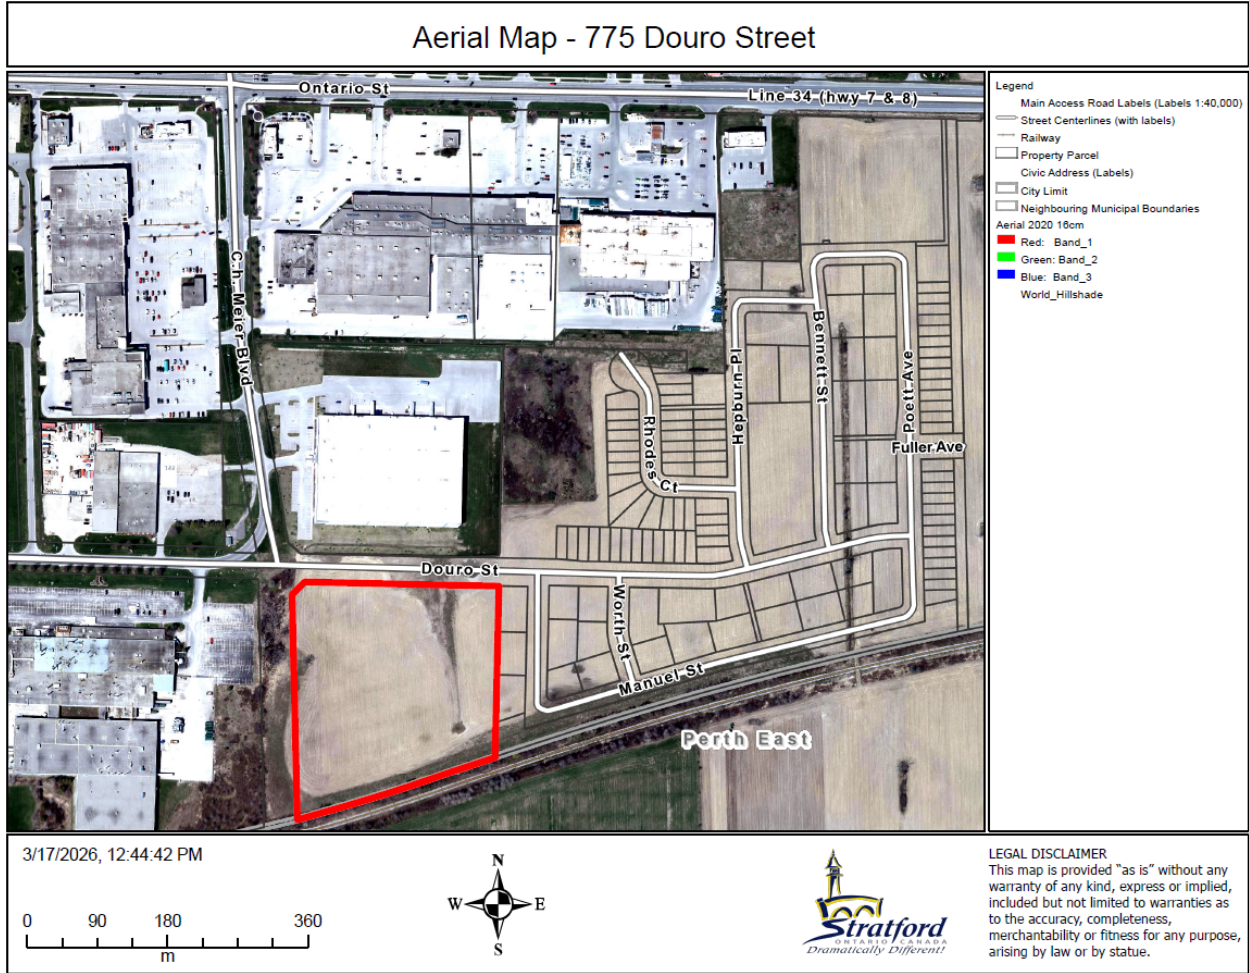 Aerial Map - 775 Douro Street
Ontario St
Line 34 (hwy 7 & 8)
C.h. Meier Blvd
Hepburn Pl
Bennett St
Poett Ave
Rhodes Ct
Fuller Ave
Douro St
Worth St
Manuel St
Perth East
Legend
Main Access Road Labels (Labels 1:40,000)
Street Centerlines (with labels)
Railway
Property Parcel
Civic Address (Labels)
City Limit
Neighbouring Municipal Boundaries
Aerial 2020 16cm
Red: Band_1
Green: Band_2
Blue: Band_3
World_Hillshade
3/17/2026, 12:44:42 PM
0 90 180 360
m
N
W E
S
Stratford
ONTARIO CANADA
Dramatically Different!
LEGAL DISCLAIMER
This map is provided "as is" without any
warranty of any kind, express or implied,
included but not limited to warranties as
to the accuracy, completeness,
merchantability or fitness for any purpose,
arising by law or by statue.